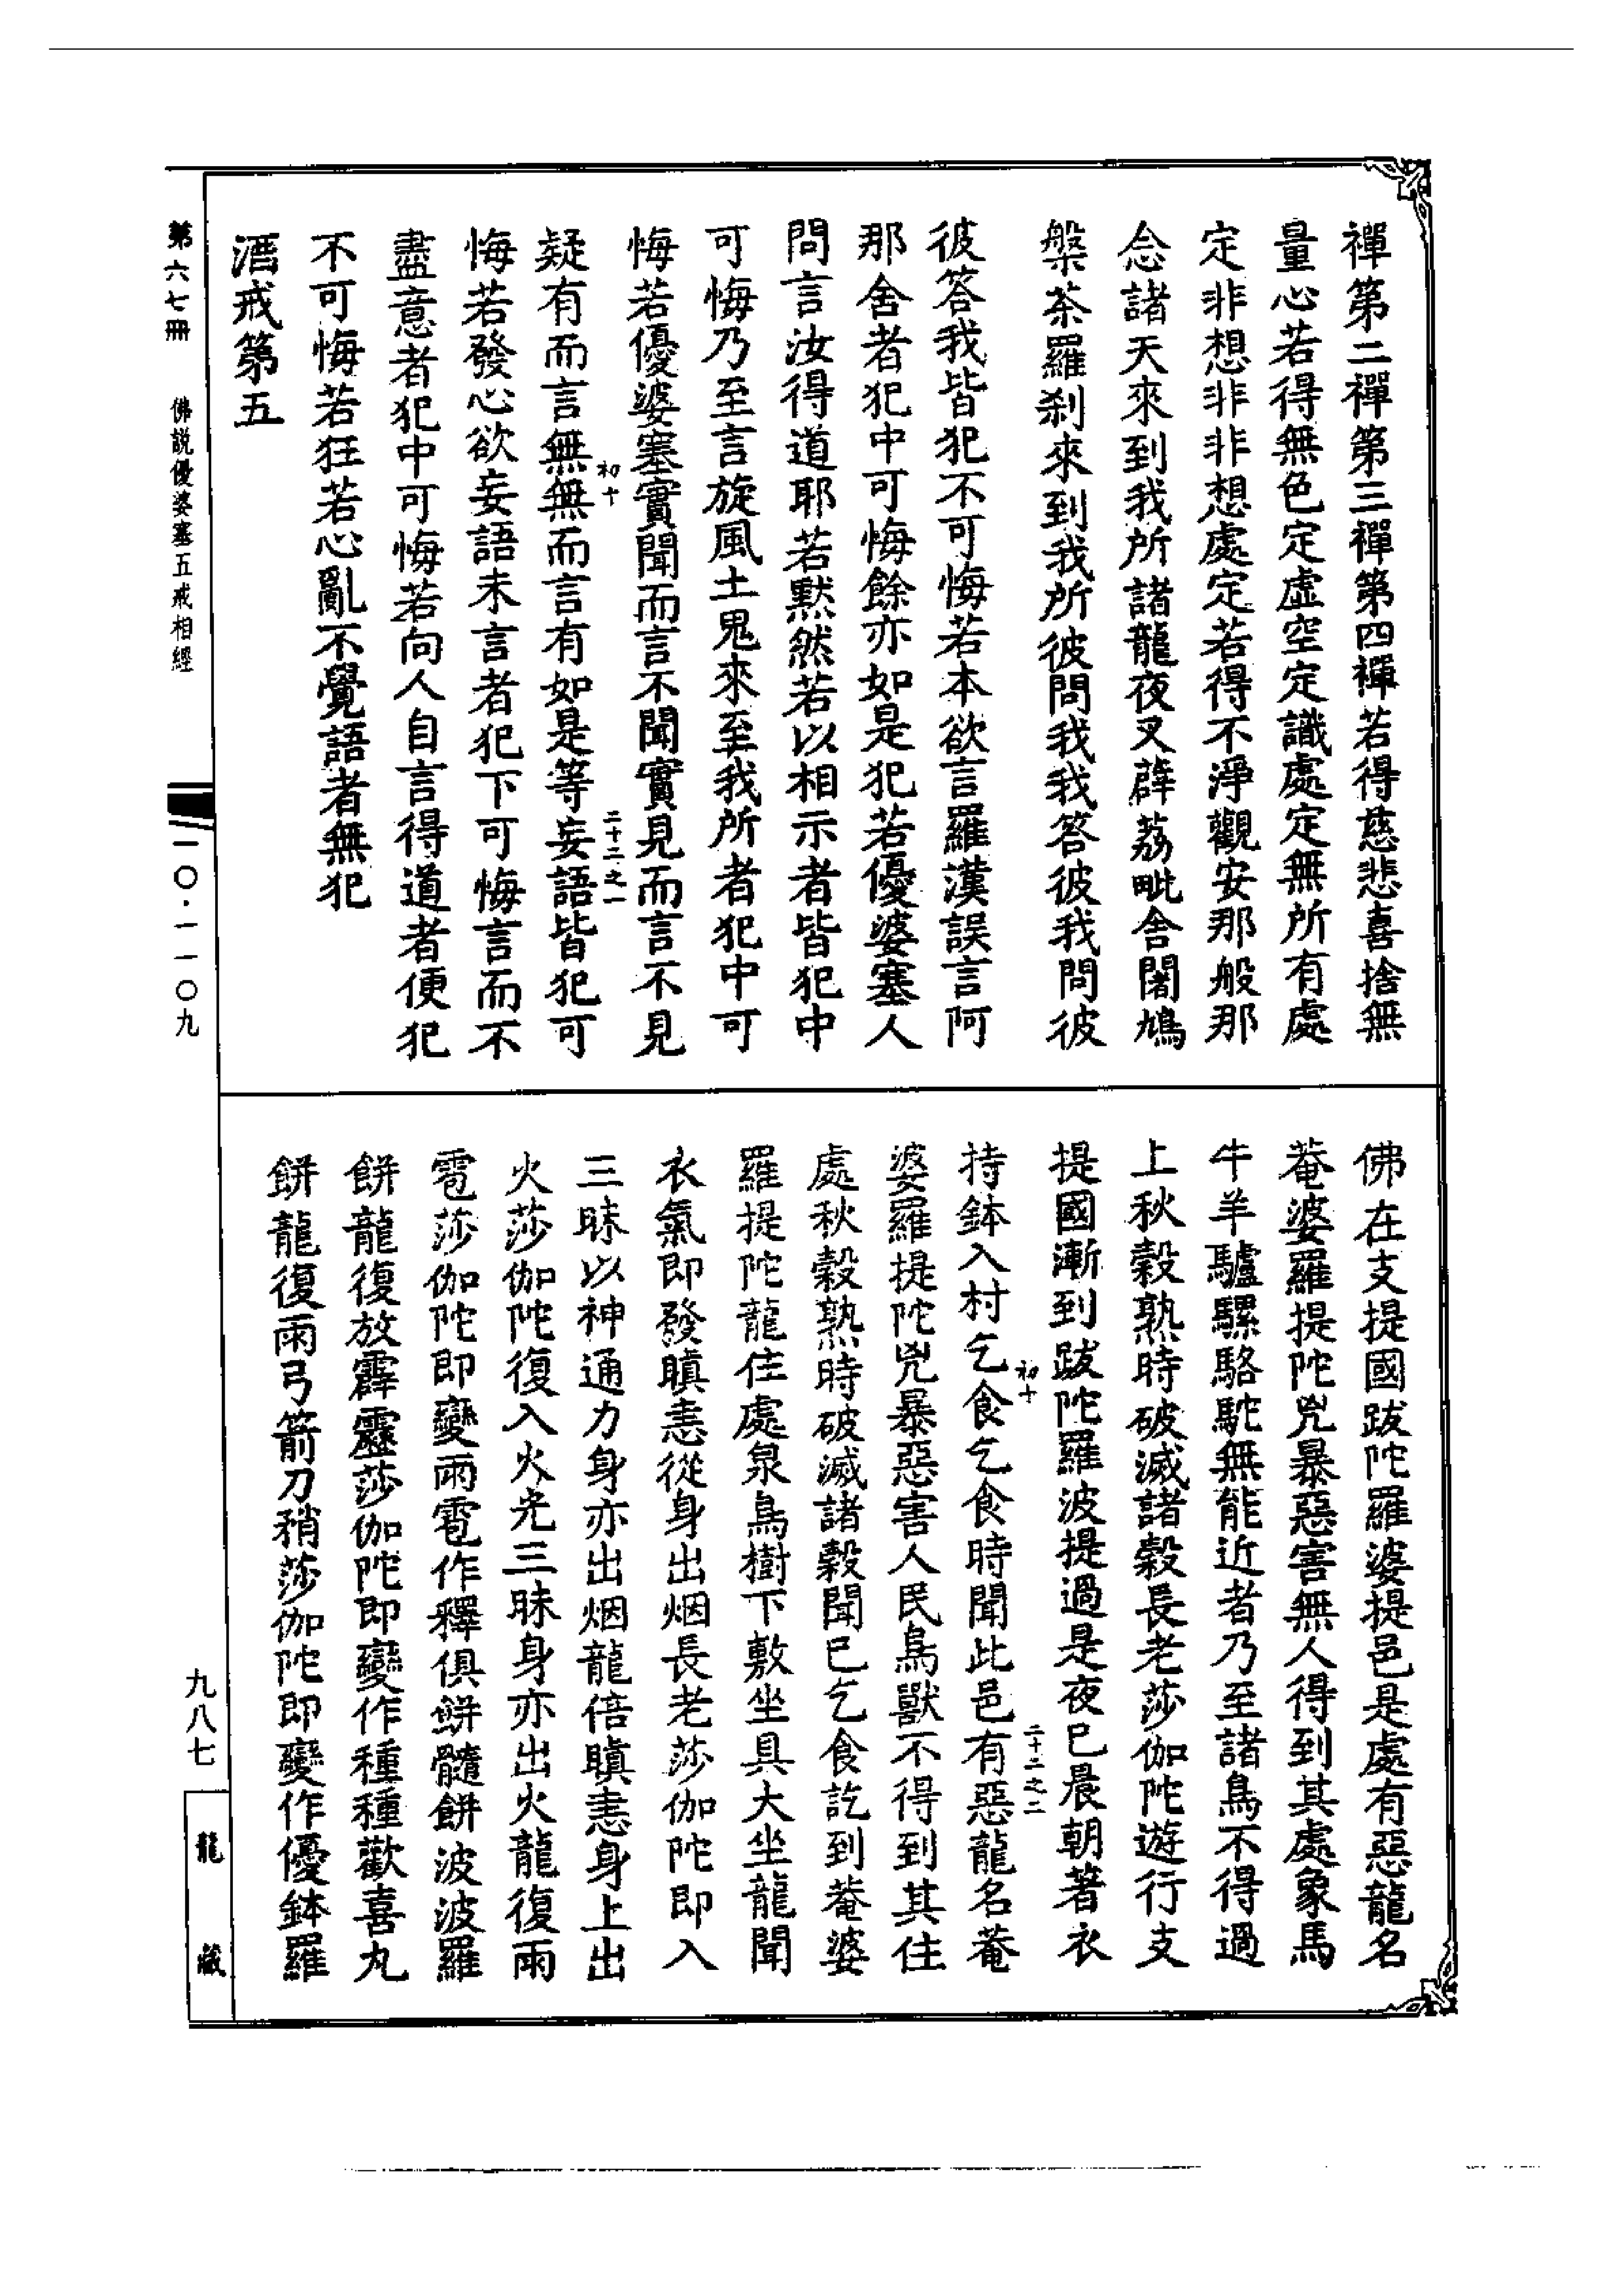 禪第二禪第三禪第四禪若得慈悲喜捨無
量心若得無色定虛空定識處定無所有處
定非想非非想處定若得不淨觀安那般那
念諸天來到我所諸龍夜叉薜荔毗舍闍鳩
槃茶羅剎來到我所彼問我我答彼我問彼
彼答我皆犯不可悔若本欲言羅漢誤言阿
那舍者犯中可悔餘亦如是犯若優婆塞人
問言汝得道耶若默然若以相示者皆犯中
可悔乃至言旋風土鬼來至我所者犯中可
悔若優婆塞實聞而言不聞實見而言不見
疑有而言無無而言有如是等妄語皆犯可
初十
二十二之一
悔若發心欲妄語未言者犯下可悔言而不
盡意者犯中可悔若向人自言得道者便犯
不可悔若狂若心亂不覺語者無犯
酒戒第五
佛在支提國跋陀羅婆提邑是處有惡龍名
菴婆羅提陀兇暴惡害無人得到其處象馬
牛羊驢騾駱駝無能近者乃至諸鳥不得過
上秋穀熟時破滅諸穀長老莎伽陀遊行支
提國漸到跋陀羅波提過是夜已晨朝著衣
持鉢入村乞食乞食時聞此邑有惡龍名菴
初十
二十二之二
婆羅提陀兇暴惡害人民鳥獸不得到其住
處秋穀熟時破滅諸穀聞已乞食訖到菴婆
羅提陀龍住處泉鳥樹下敷坐具大坐龍聞
衣氣即發瞋恚從身出烟長老莎伽陀即入
三昧以神通力身亦出烟龍倍瞋恚身上出
火莎伽陀復入火光三昧身亦出火龍復雨
雹莎伽陀即變雨雹作釋俱餅髓餅波波羅
餅龍復放霹靂莎伽陀即變作種種歡喜丸
餅龍復雨弓箭刀矟莎伽陀即變作優鉢羅
第六七冊
佛説優婆塞五戒相經
一〇·一一〇九
九八七
龍藏